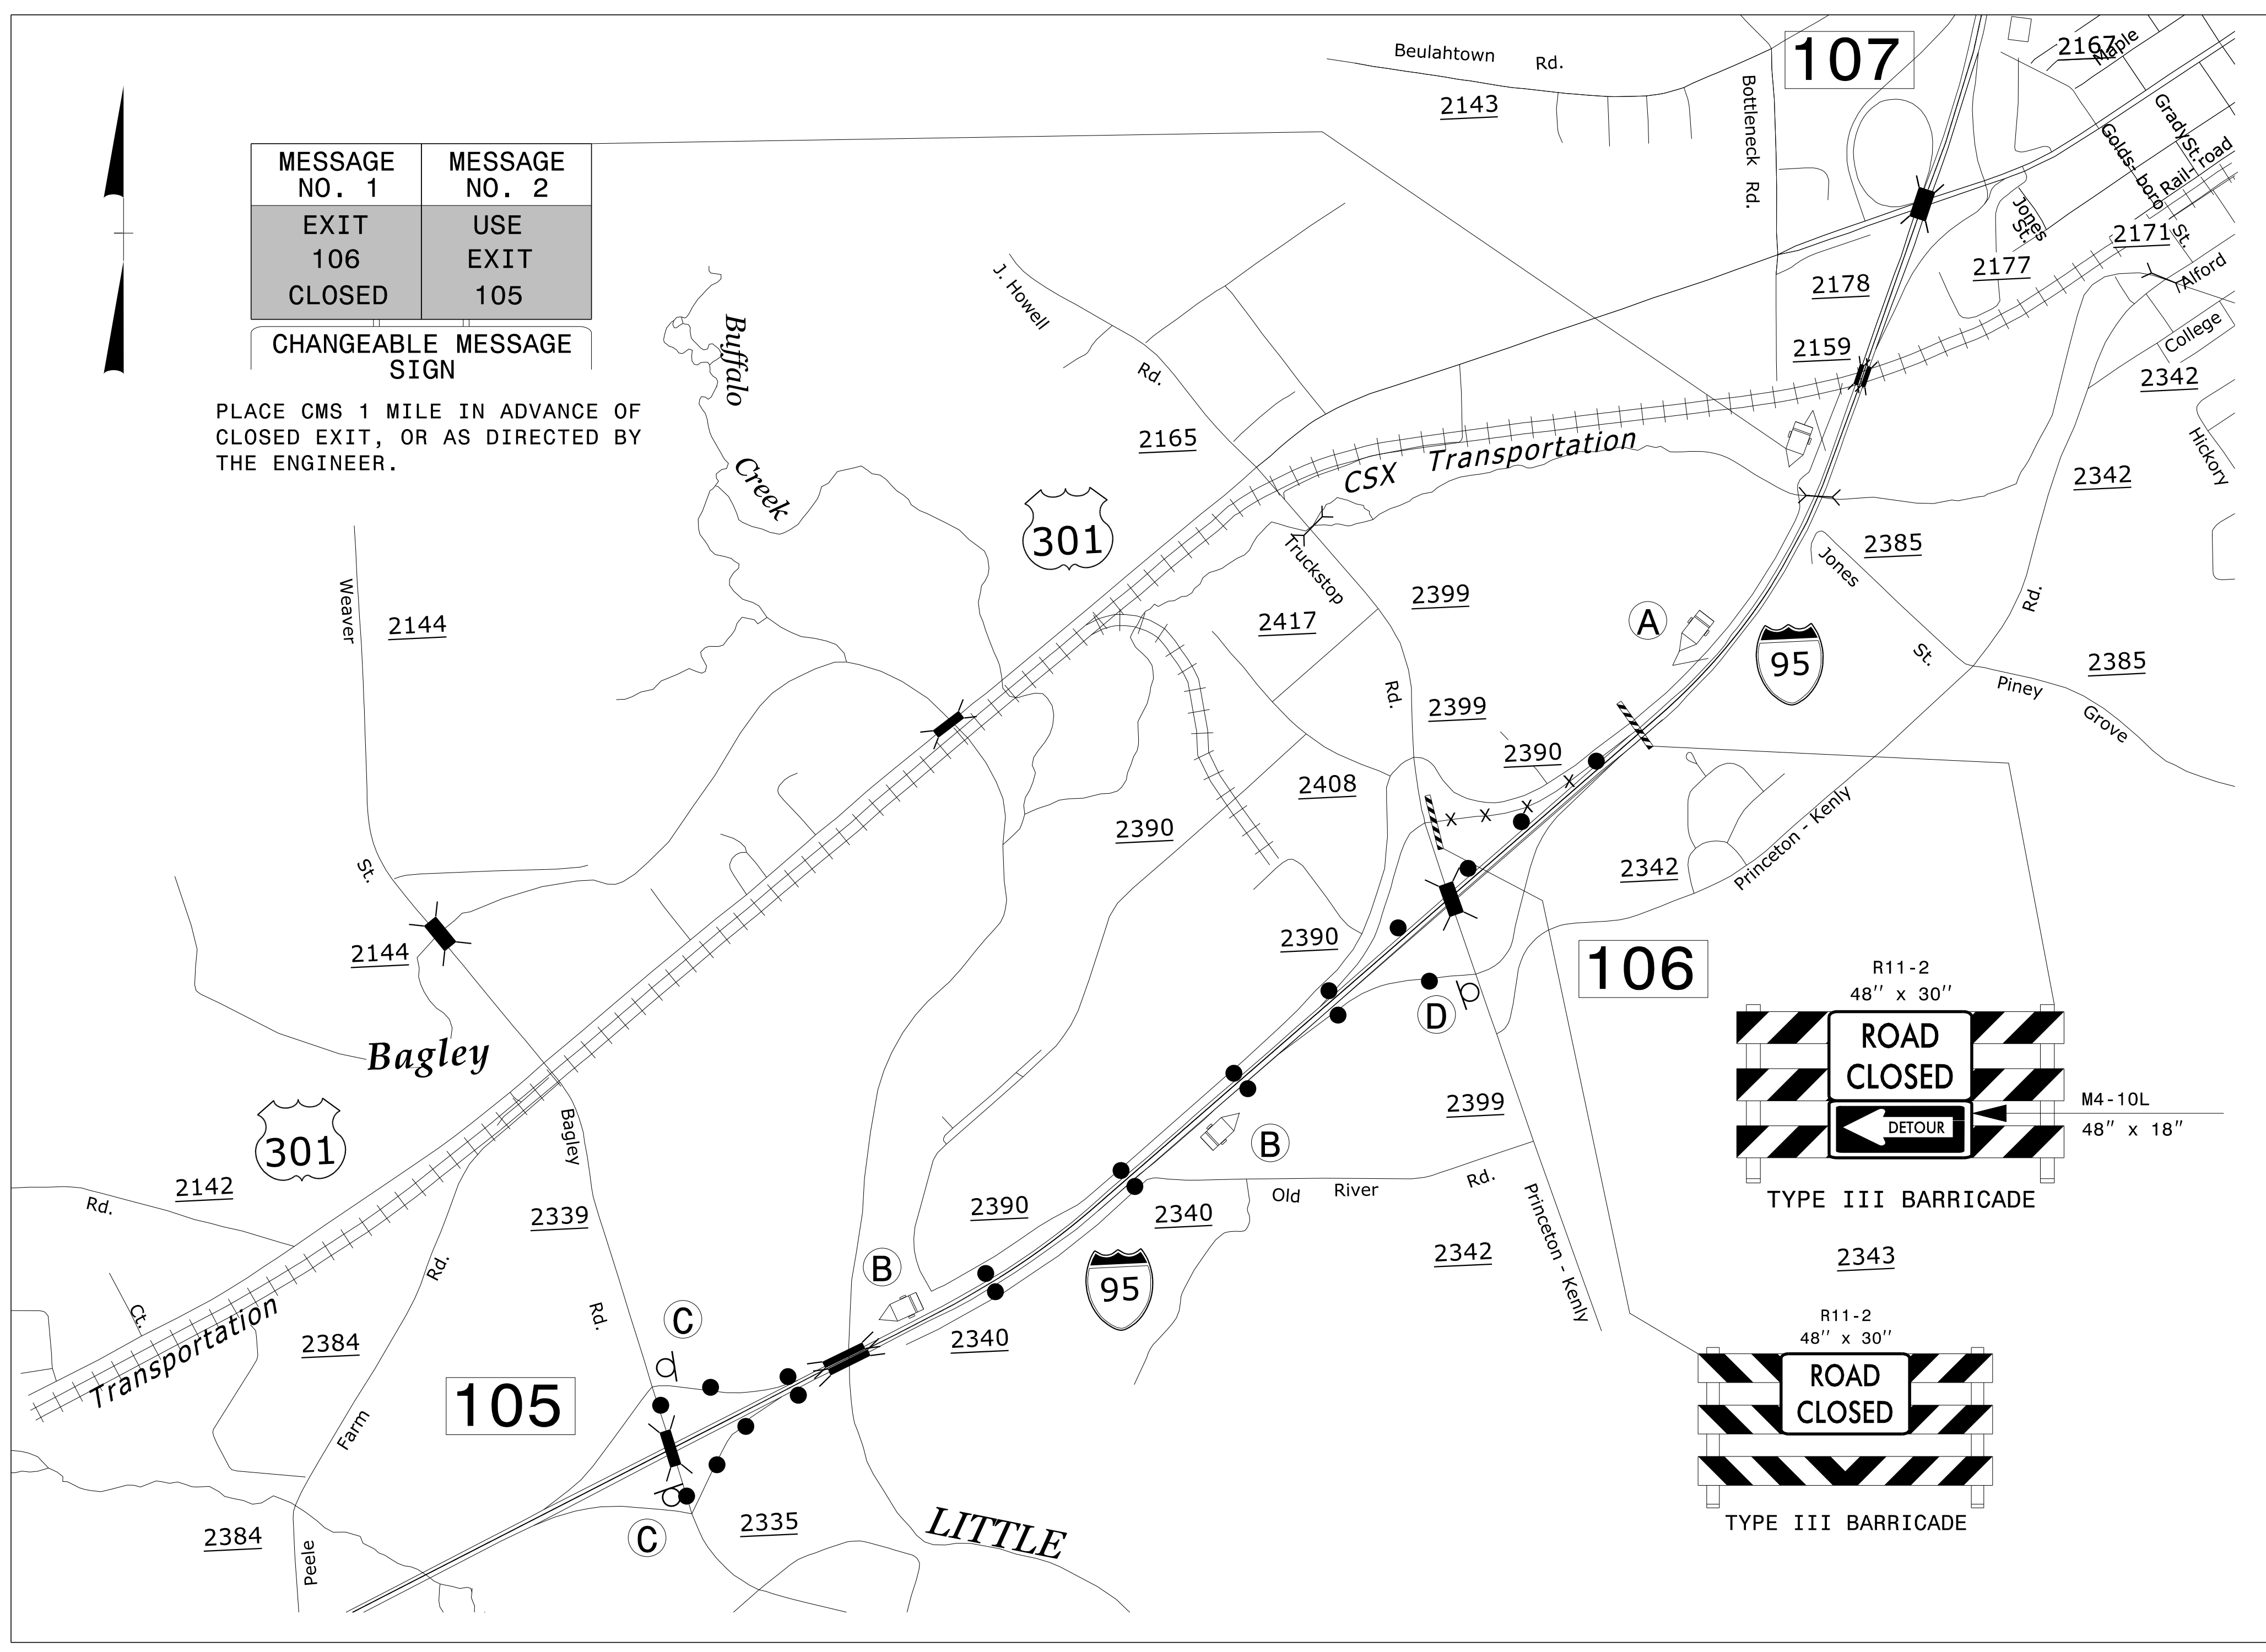 Beulahtown Rd.
2143
Bottleneck Rd.
107
2167
Maple
Grady St.
Golds- boro St.
Rail- road
Jones St.
2171
2177
Alford
College
2342
Hickory
2178
2159
MESSAGE NO. 1
MESSAGE NO. 2
EXIT
106
CLOSED
USE
EXIT
105
CHANGEABLE MESSAGE
SIGN
PLACE CMS 1 MILE IN ADVANCE OF
CLOSED EXIT, OR AS DIRECTED BY
THE ENGINEER.
Buffalo
Creek
J. Howell
Rd.
2165
CSX Transportation
301
Truckstop
Rd.
2417
2399
2342
2385
Jones
St.
Rd.
2385
Piney
Grove
A
95
Weaver
St.
2144
2399
2390
2408
2390
X X X X
Princeton - Kenly
2342
2144
2390
106
D
Bagley
R11-2
48" x 30"
ROAD
CLOSED
DETOUR
M4-10L
48" x 18"
TYPE III BARRICADE
301
Bagley
Rd.
2142
Rd.
2339
Rd.
2399
B
Old River Rd.
2390
2340
2342
Princeton - Kenly
2343
B
95
2340
C
Ct.
Transportation
2384
Farm
105
R11-2
48" x 30"
ROAD
CLOSED
TYPE III BARRICADE
C
2335
LITTLE
2384
Peele